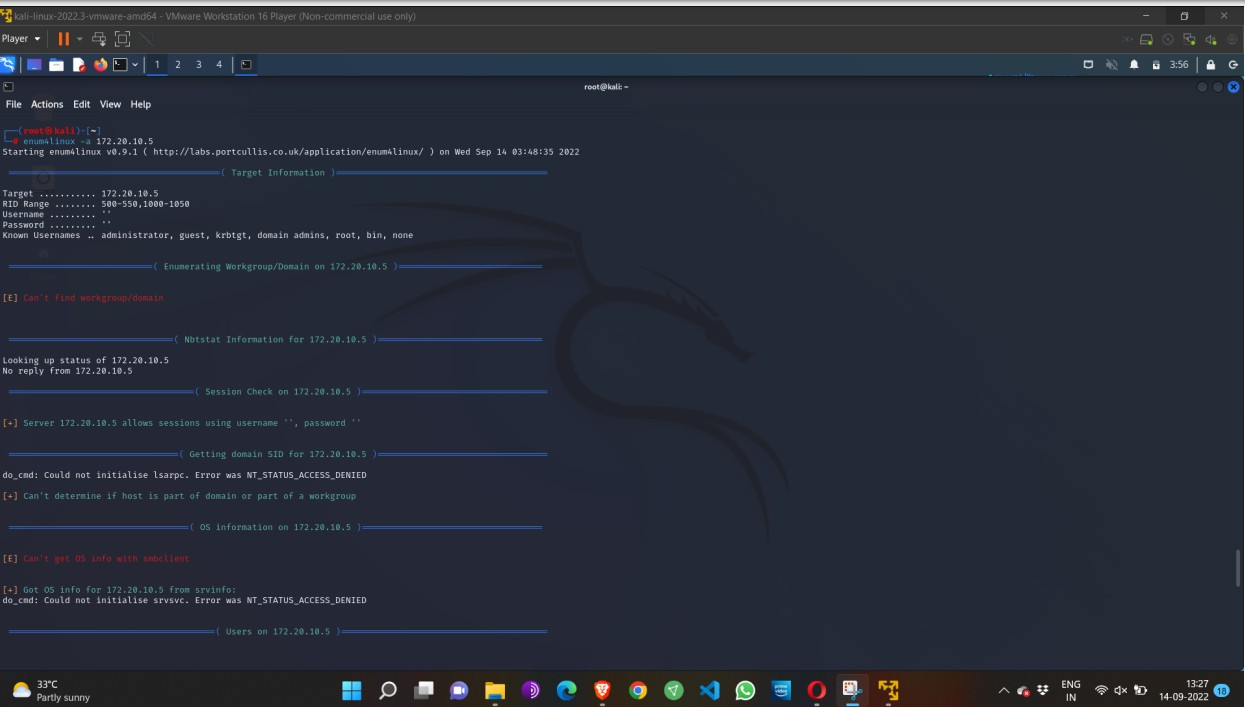 kali-linux-2022.3-vmware-amd64 - VMware Workstation 16 Player (Non-commercial use only)
Player
1 2 3 4
3:56
root@kali: ~
File Actions Edit View Help
(root㉿kali)-[~]
# enum4linux -a 172.20.10.5
Starting enum4linux v0.9.1 ( http://labs.portcullis.co.uk/application/enum4linux/ ) on Wed Sep 14 03:48:35 2022
( Target Information )
Target ........... 172.20.10.5
RID Range ........ 500-550,1000-1050
Username ......... ''
Password ......... ''
Known Usernames .. administrator, guest, krbtgt, domain admins, root, bin, none
( Enumerating Workgroup/Domain on 172.20.10.5 )
[E] Can't find workgroup/domain
( Nbtstat Information for 172.20.10.5 )
Looking up status of 172.20.10.5
No reply from 172.20.10.5
( Session Check on 172.20.10.5 )
[+] Server 172.20.10.5 allows sessions using username '', password ''
( Getting domain SID for 172.20.10.5 )
do_cmd: Could not initialise lsarpc. Error was NT_STATUS_ACCESS_DENIED
[+] Can't determine if host is part of domain or part of a workgroup
( OS information on 172.20.10.5 )
[E] Can't get OS info with smbclient
[+] Got OS info for 172.20.10.5 from srvinfo:
do_cmd: Could not initialise srvsvc. Error was NT_STATUS_ACCESS_DENIED
( Users on 172.20.10.5 )
33°C
Partly sunny
ENG
IN
13:27
14-09-2022
18